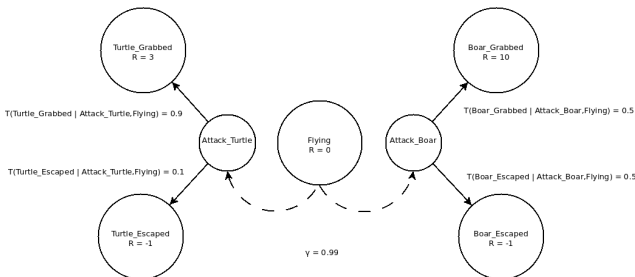 Turtle_Grabbed
R = 3
Boar_Grabbed
R = 10
T(Turtle_Grabbed | Attack_Turtle,Flying) = 0.9
T(Boar_Grabbed | Attack_Boar,Flying) = 0.5
Attack_Turtle
Flying
R = 0
Attack_Boar
T(Turtle_Escaped | Attack_Turtle,Flying) = 0.1
T(Boar_Escaped | Attack_Boar,Flying) = 0.5
Turtle_Escaped
R = -1
Boar_Escaped
R = -1
γ = 0.99